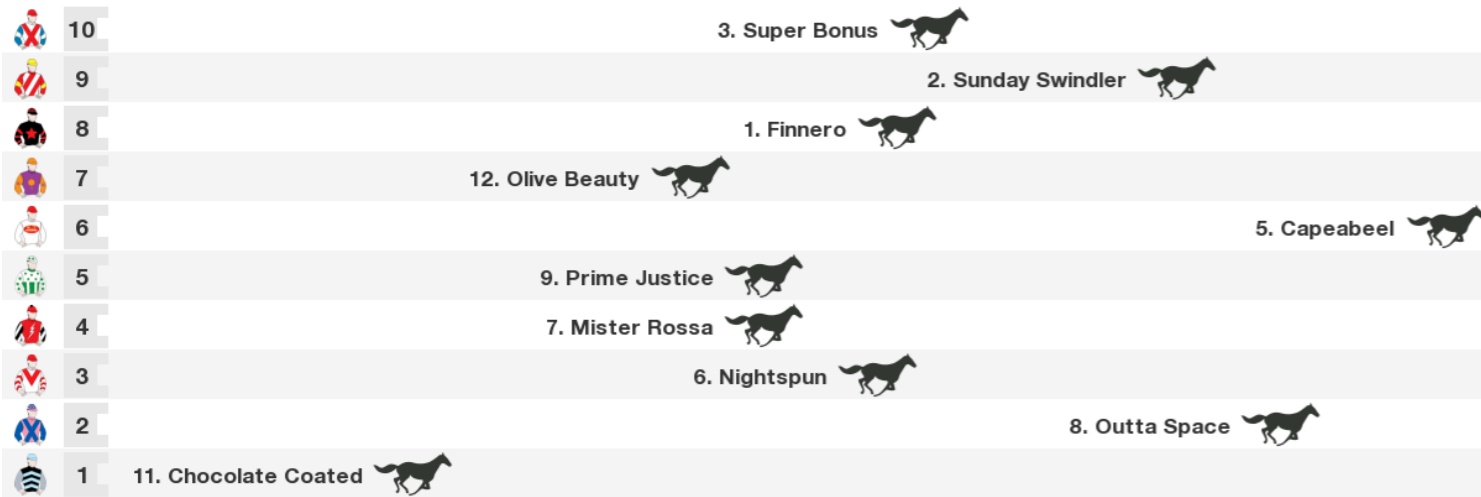 10 3. Super Bonus
9 2. Sunday Swindler
8 1. Finnero
7 12. Olive Beauty
6 5. Capeabeel
5 9. Prime Justice
4 7. Mister Rossa
3 6. Nightspun
2 8. Outta Space
1 11. Chocolate Coated